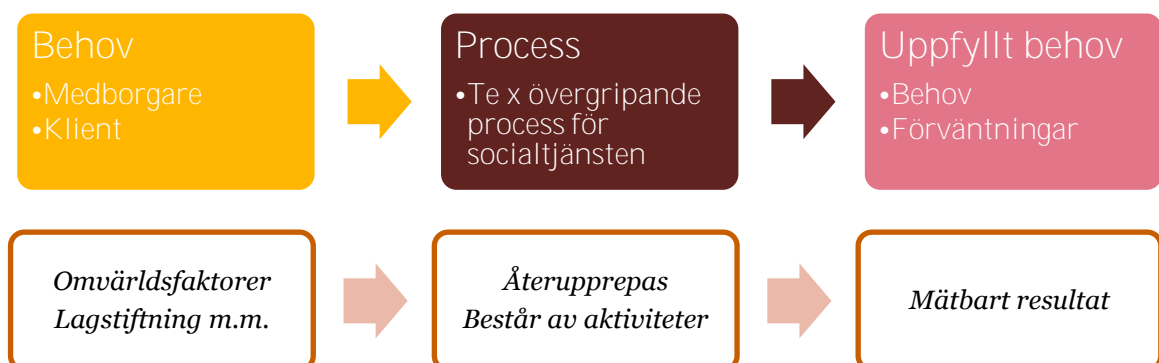 Behov
•Medborgare
•Klient
Process
•Te x övergripande
process för
socialtjänsten
Uppfyllt behov
•Behov
•Förväntningar
Omvärldsfaktorer
Lagstiftning m.m.
Återupprepas
Består av aktiviteter
Mätbart resultat